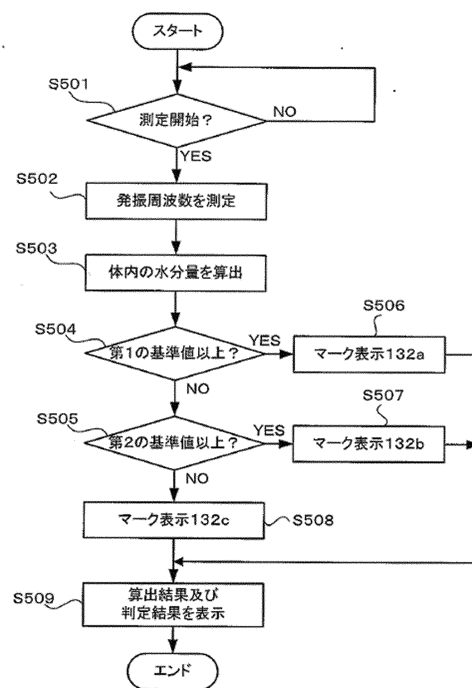 スタート
S501
測定開始？
NO
YES
S502
発振周波数を測定
S503
体内の水分量を算出
S504
第1の基準値以上？
YES
S506
マーク表示132a
NO
S505
第2の基準値以上？
YES
S507
マーク表示132b
NO
マーク表示132c
S508
S509
算出結果及び
判定結果を表示
エンド